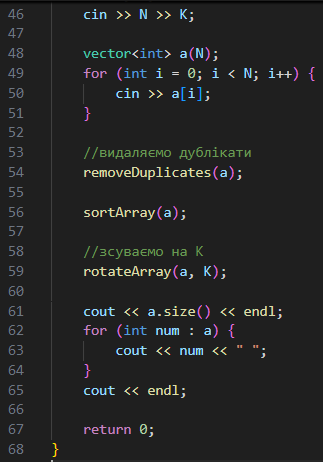 46 cin >> N >> K;
47
48 vector<int> a(N);
49 for (int i = 0; i < N; i++) {
50 cin >> a[i];
51 }
52
53 //видаляємо дублікати
54 removeDuplicates(a);
55
56 sortArray(a);
57
58 //зсуваємо на K
59 rotateArray(a, K);
60
61 cout << a.size() << endl;
62 for (int num : a) {
63 cout << num << " ";
64 }
65 cout << endl;
66
67 return 0;
68 }